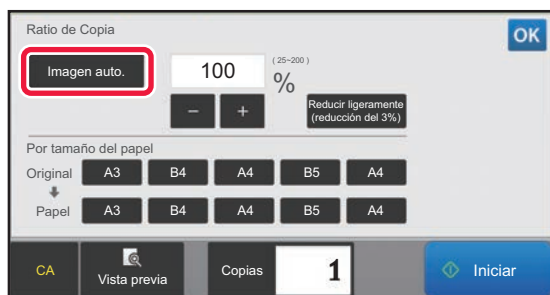 Ratio de Copia
OK
Imagen auto.
100
(25~200)
%
− +
Reducir ligeramente
(reducción del 3%)
Por tamaño del papel
Original A3 B4 A4 B5 A4
Papel A3 B4 A4 B5 A4
CA
Vista previa
Copias
1
Iniciar